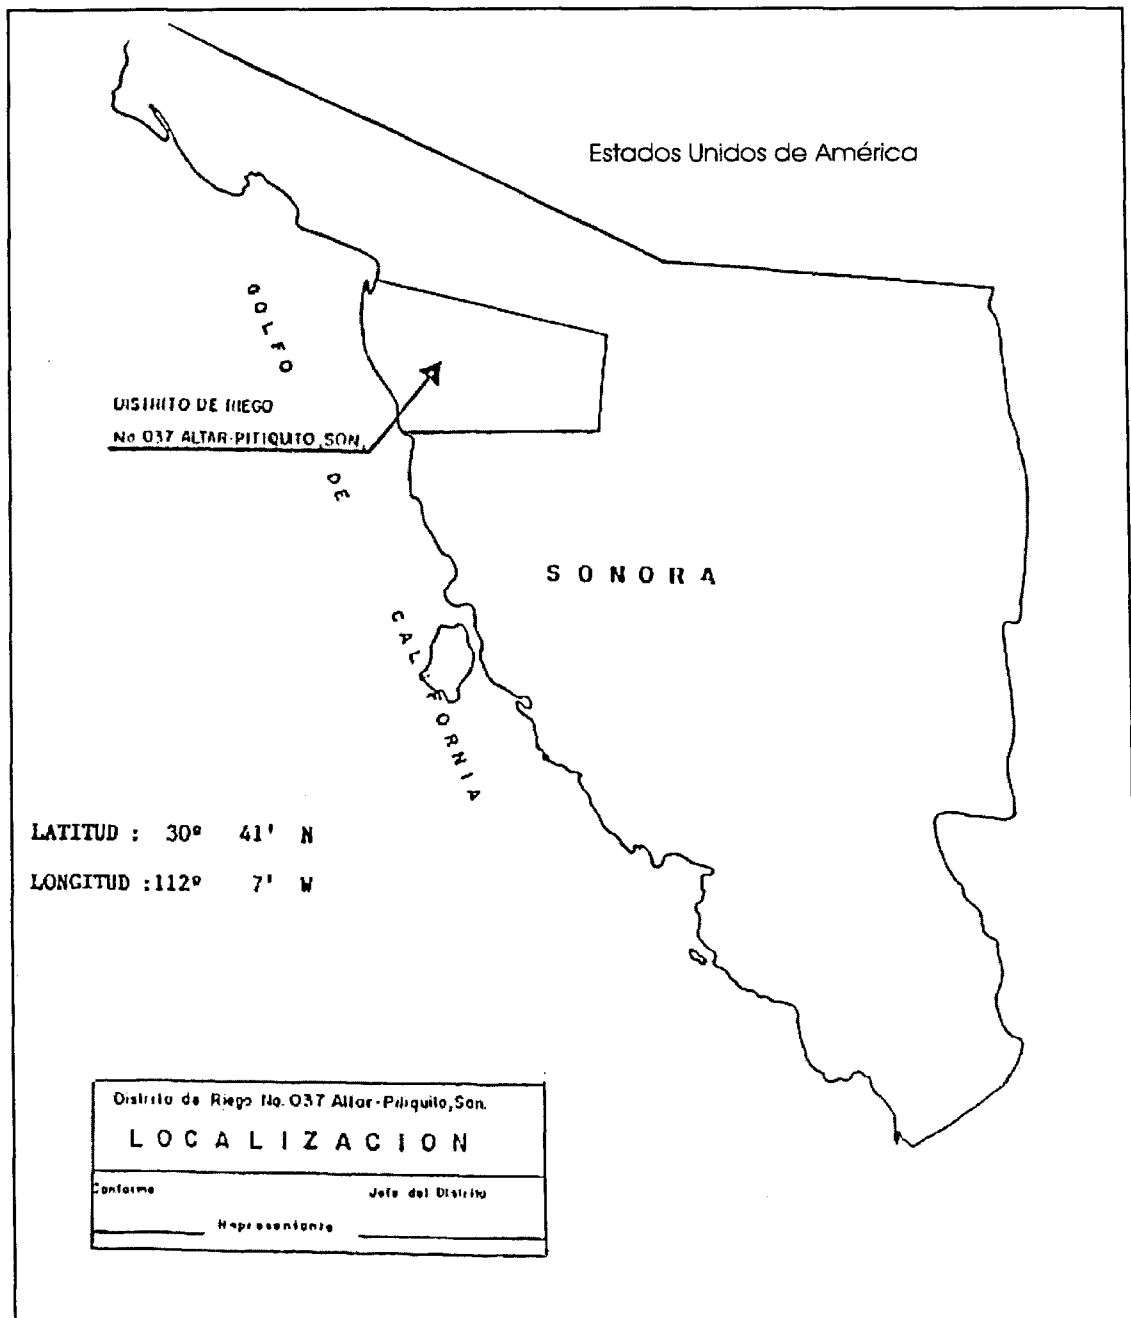 Estados Unidos de América
GOLFO DE CALIFORNIA
DISTRITO DE RIEGO
No 037 ALTAR-PITIQUITO, SON.
SONORA
LATITUD : 30º 41' N
LONGITUD :112º 7' W
Distrito de Riego No. 037 Altar-Pitiquito, Son.
LOCALIZACION
Conforme Jefe del Distrito
Representante